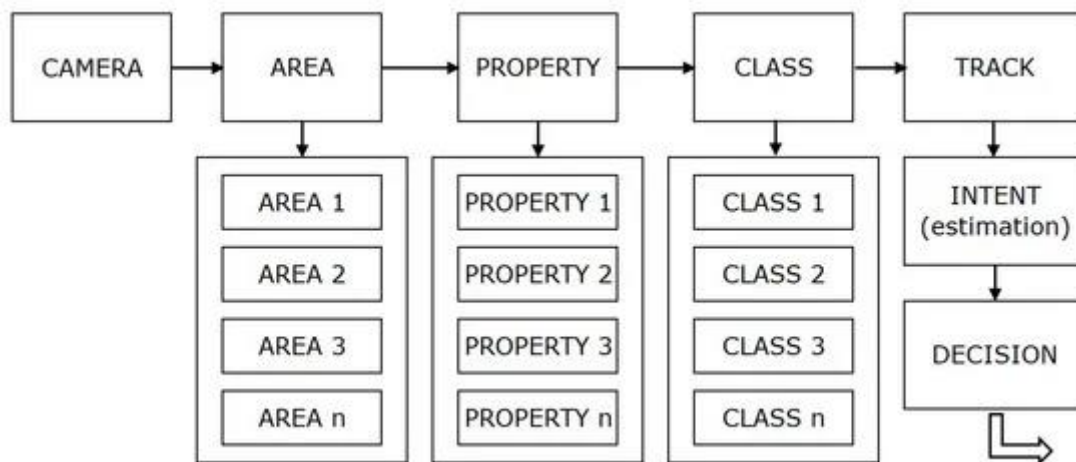 CAMERA
AREA
PROPERTY
CLASS
TRACK
AREA 1
AREA 2
AREA 3
AREA n
PROPERTY 1
PROPERTY 2
PROPERTY 3
PROPERTY n
CLASS 1
CLASS 2
CLASS 3
CLASS n
INTENT
(estimation)
DECISION